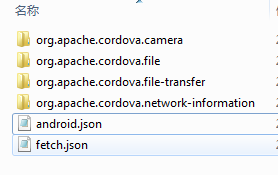 名称
org.apache.cordova.camera
org.apache.cordova.file
org.apache.cordova.file-transfer
org.apache.cordova.network-information
android.json
fetch.json